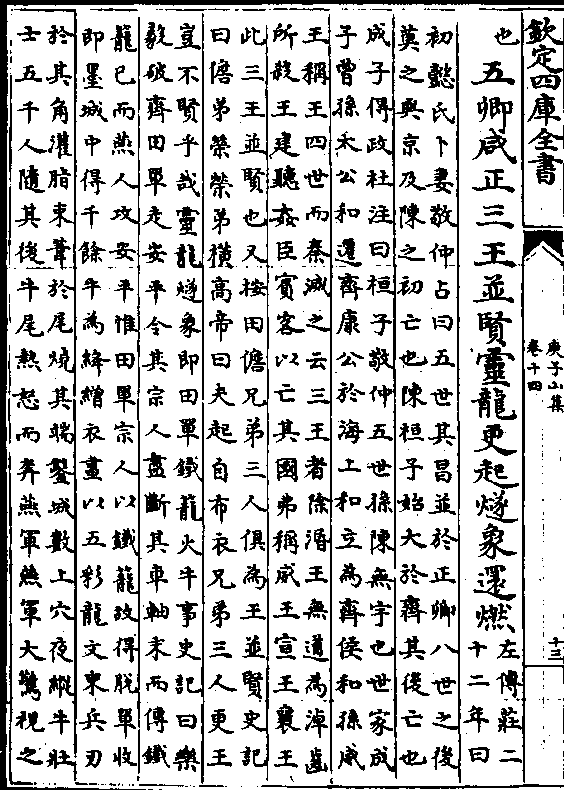 欽定四庫全書
庾子山集
卷十四
十三
也
五卿咸正三王並賢靈龍更起燧象還燃
左傳莊二
十二年曰
初懿氏卜妻敬仲占曰五世其昌並於正卿八世之後
莫之與京及陳之初亡也陳桓子始大於齊其後亡也
成子得政杜注曰桓子敬仲五世孫陳無宇也世家成
子曾孫太公和遷齊康公於海上和立為齊侯和孫威
王稱王四世而秦滅之云三王者除湣王無道為淖齒
所殺王建聽姦臣賓客以亡其國弗稱威王宣王襄王
此三王並賢也又按田儋兄弟三人俱為王並賢史記
曰儋弟榮榮弟橫高帝曰夫起自布衣兄弟三人更王
豈不賢乎哉靈龍燧象即田單鐵籠火牛事史記曰樂
毅破齊田單走安平令其宗人盡斷其車軸末而傅鐵
龍已而燕人攻安平惟田單宗人以鐵籠故得脫單收
即墨城中得千餘牛為絳繒衣畫以五彩龍文束兵刃
於其角灌脂束葦於尾燒其端鑿城數上穴夜縱牛壯
士五千人隨其後牛尾熱怒而奔燕軍燕軍大驚視之